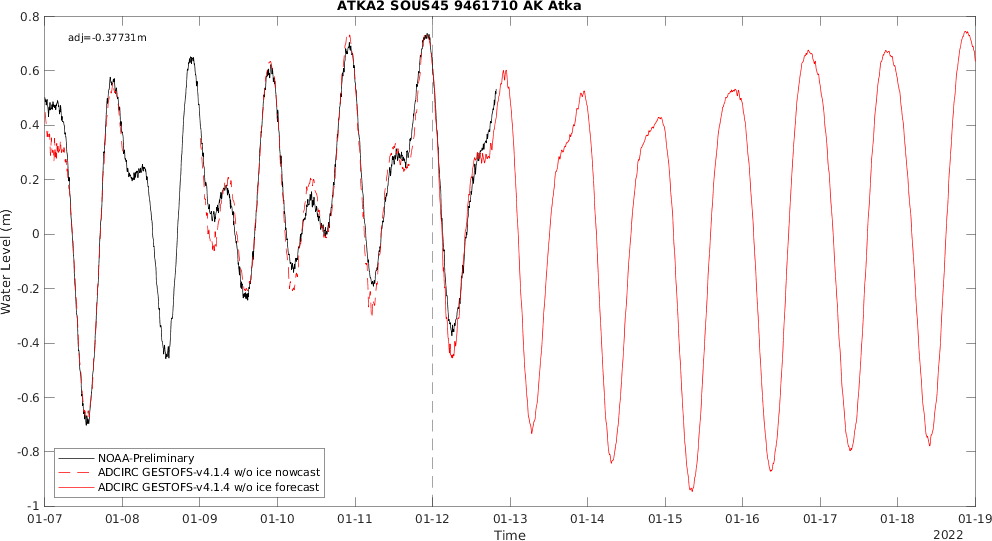 ATKA2 SOUS45 9461710 AK Atka
adj=-0.37731m
Water Level (m)
0.8
0.6
0.4
0.2
0
-0.2
-0.4
-0.6
-0.8
-1
NOAA-Preliminary
ADCIRC GESTOFS-v4.1.4 w/o ice nowcast
ADCIRC GESTOFS-v4.1.4 w/o ice forecast
01-07 01-08 01-09 01-10 01-11 01-12 01-13 01-14 01-15 01-16 01-17 01-18 01-19
Time
2022